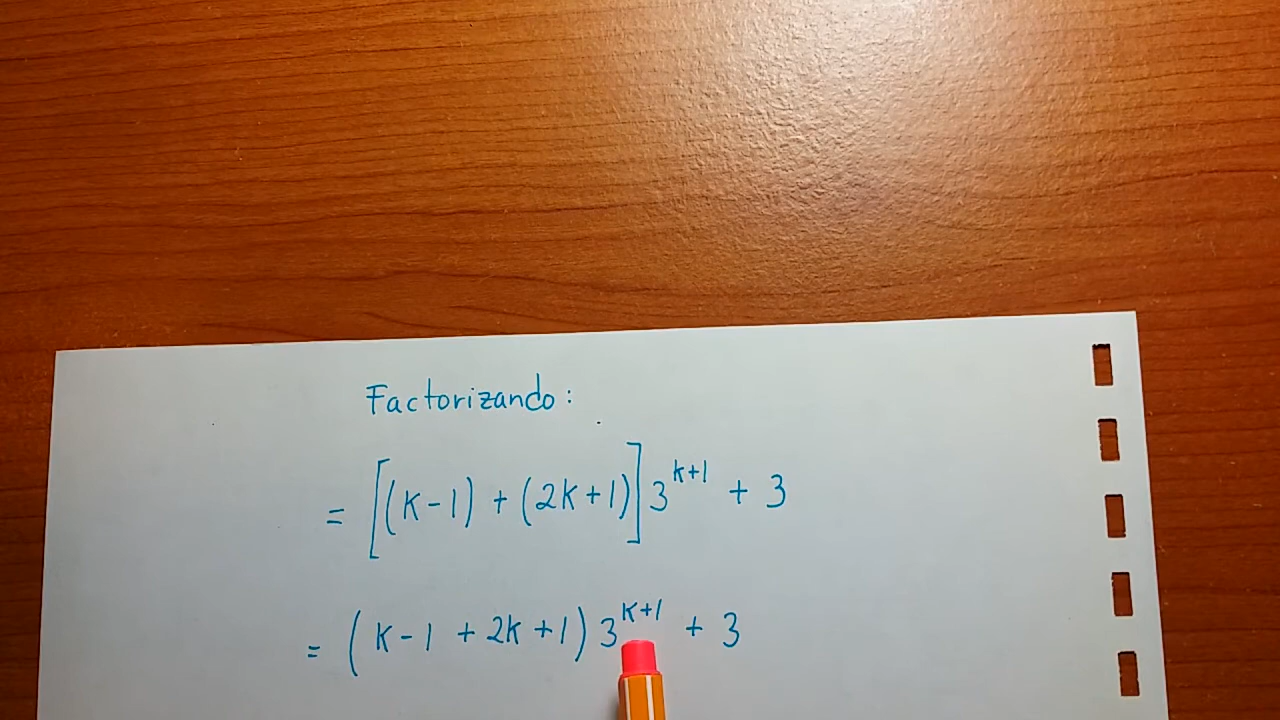 Factorizando:
= [(k-1) + (2k+1)] 3^{k+1} + 3
= (k-1 + 2k+1) 3^{k+1} + 3